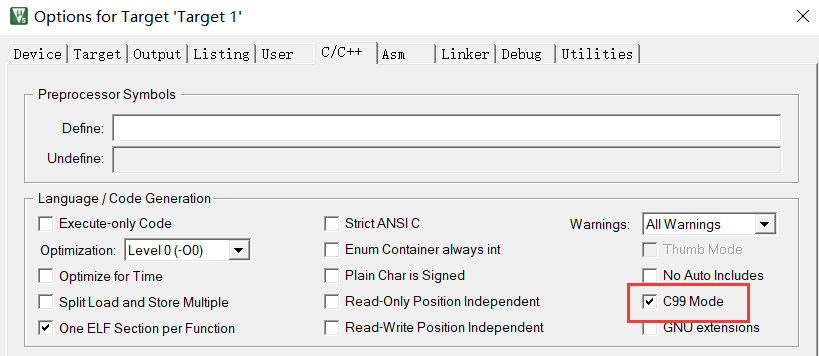 Options for Target 'Target 1'
Device Target Output Listing User C/C++ Asm Linker Debug Utilities
Preprocessor Symbols
Define:
Undefine:
Language / Code Generation
Execute-only Code Strict ANSI C Warnings: All Warnings
Optimization: Level 0 (-O0) Enum Container always int Thumb Mode
Optimize for Time Plain Char is Signed No Auto Includes
Split Load and Store Multiple Read-Only Position Independent C99 Mode
One ELF Section per Function Read-Write Position Independent GNU extensions